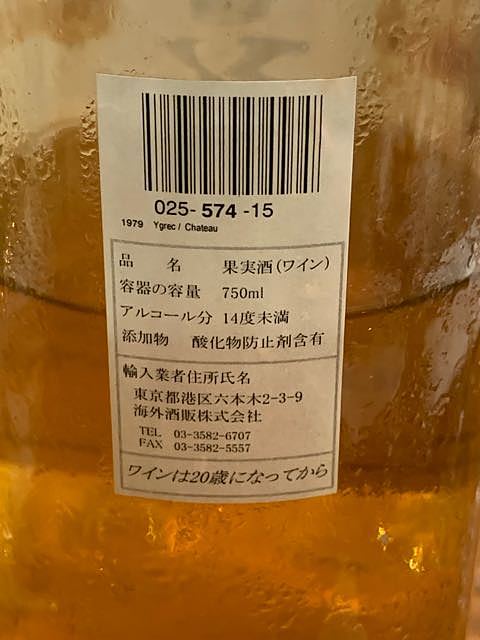 025-574-15
1979 Ygrec / Chateau
品 名 果実酒(ワイン)
容器の容量 750ml
アルコール分 14度未満
添加物 酸化物防止剤含有
輸入業者住所氏名
東京都港区六本木2-3-9
海外酒販株式会社
TEL 03-3582-6707
FAX 03-3582-5557
ワインは20歳になってから